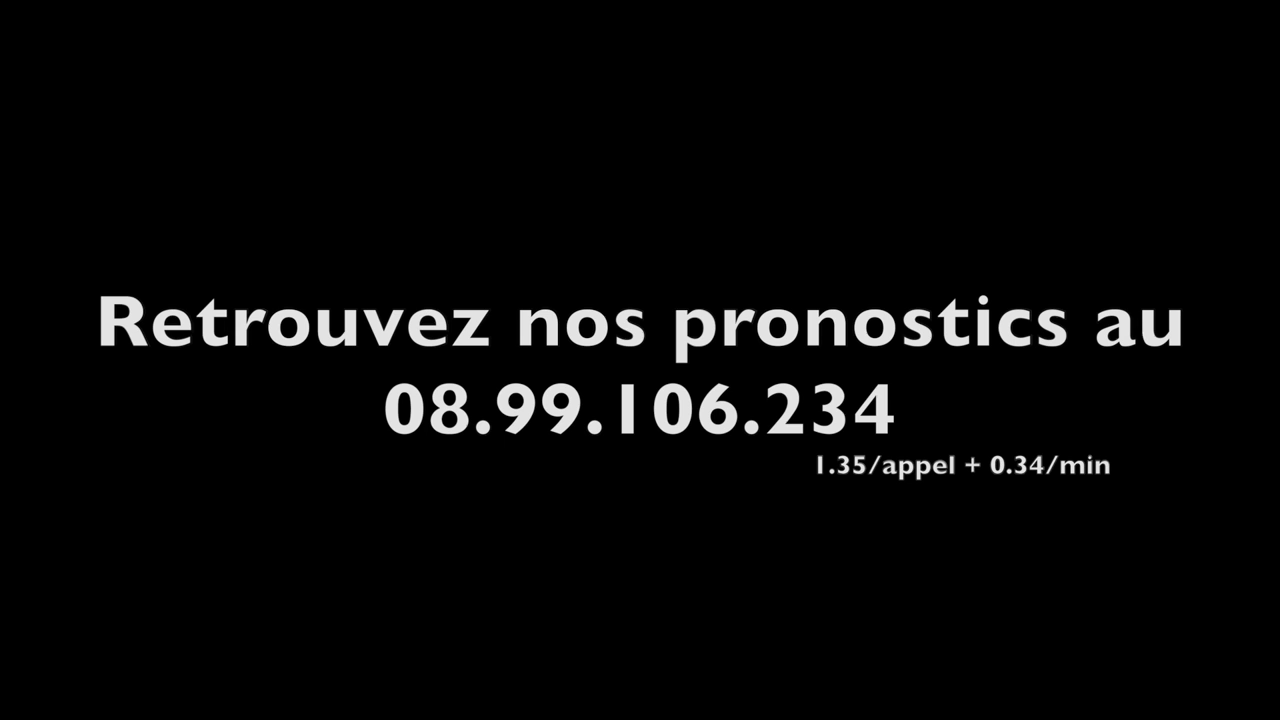 Retrouvez nos pronostics au
08.99.106.234
1.35/appel + 0.34/min